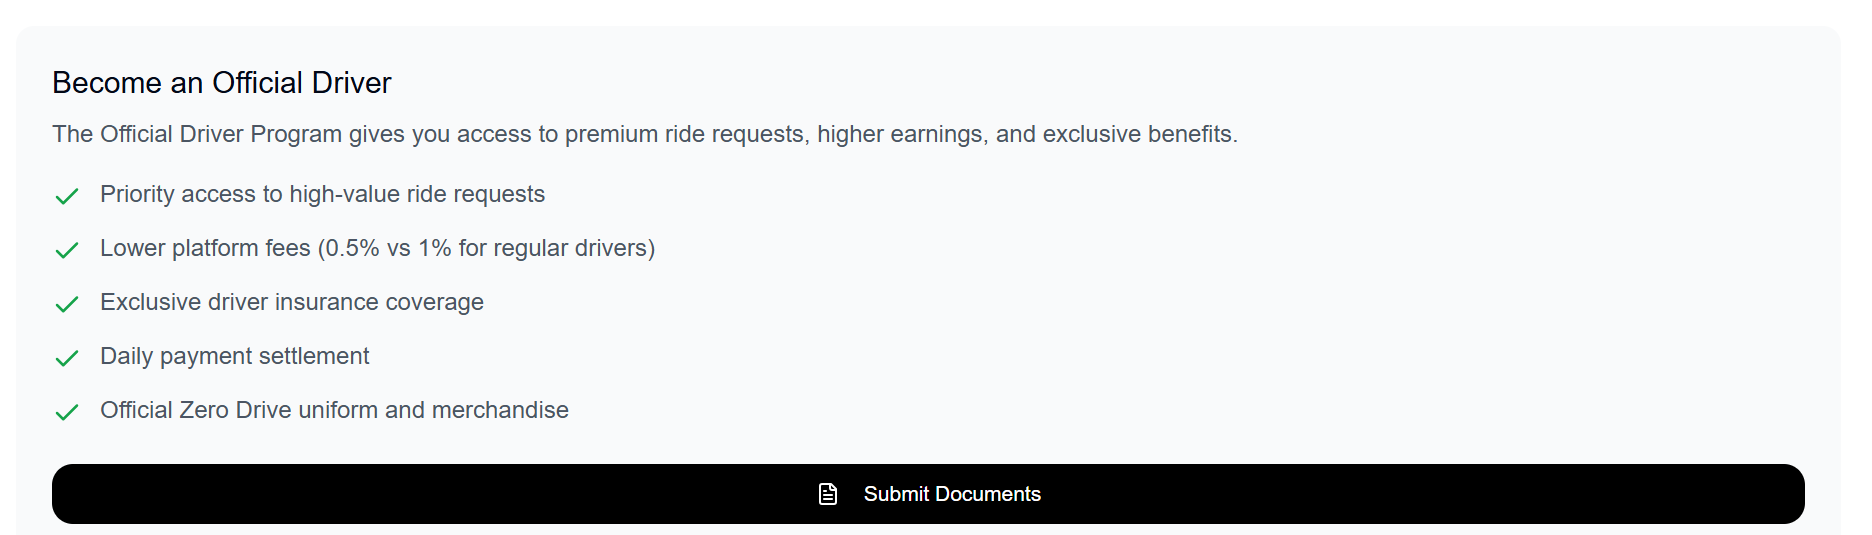 Become an Official Driver
The Official Driver Program gives you access to premium ride requests, higher earnings, and exclusive benefits.
Priority access to high-value ride requests
Lower platform fees (0.5% vs 1% for regular drivers)
Exclusive driver insurance coverage
Daily payment settlement
Official Zero Drive uniform and merchandise
Submit Documents